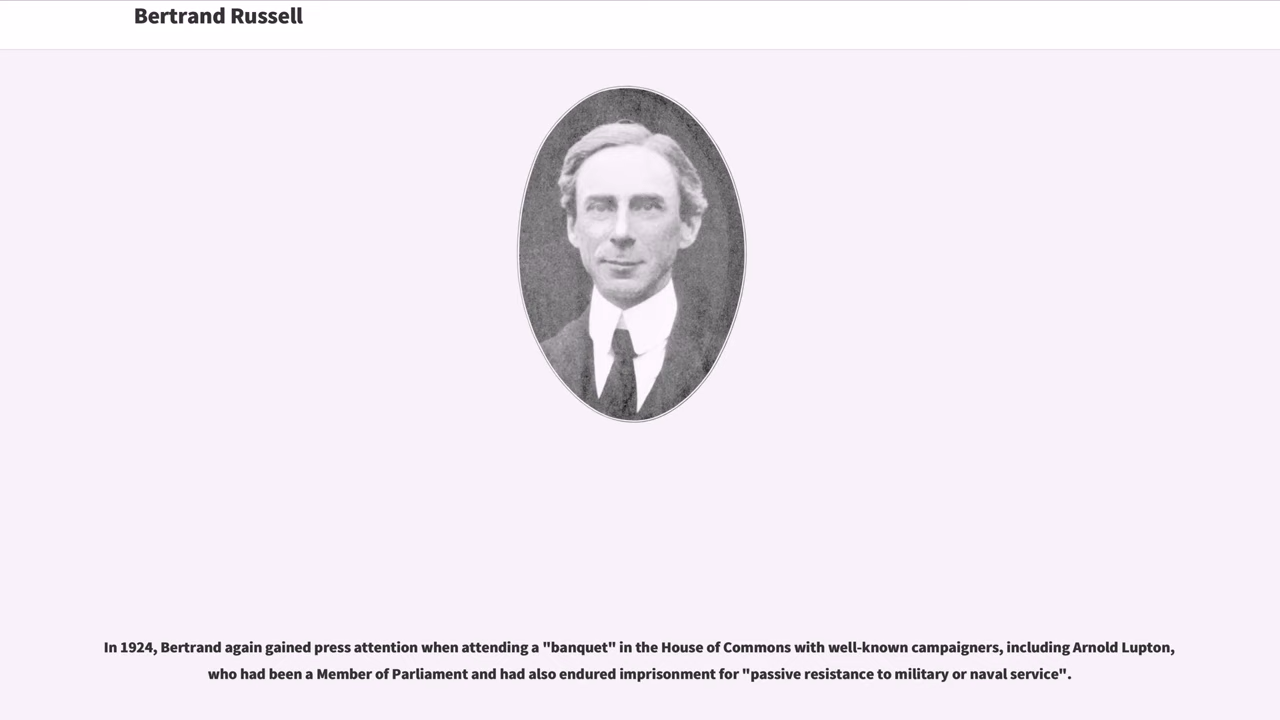 Bertrand Russell
In 1924, Bertrand again gained press attention when attending a "banquet" in the House of Commons with well-known campaigners, including Arnold Lupton,
who had been a Member of Parliament and had also endured imprisonment for "passive resistance to military or naval service".